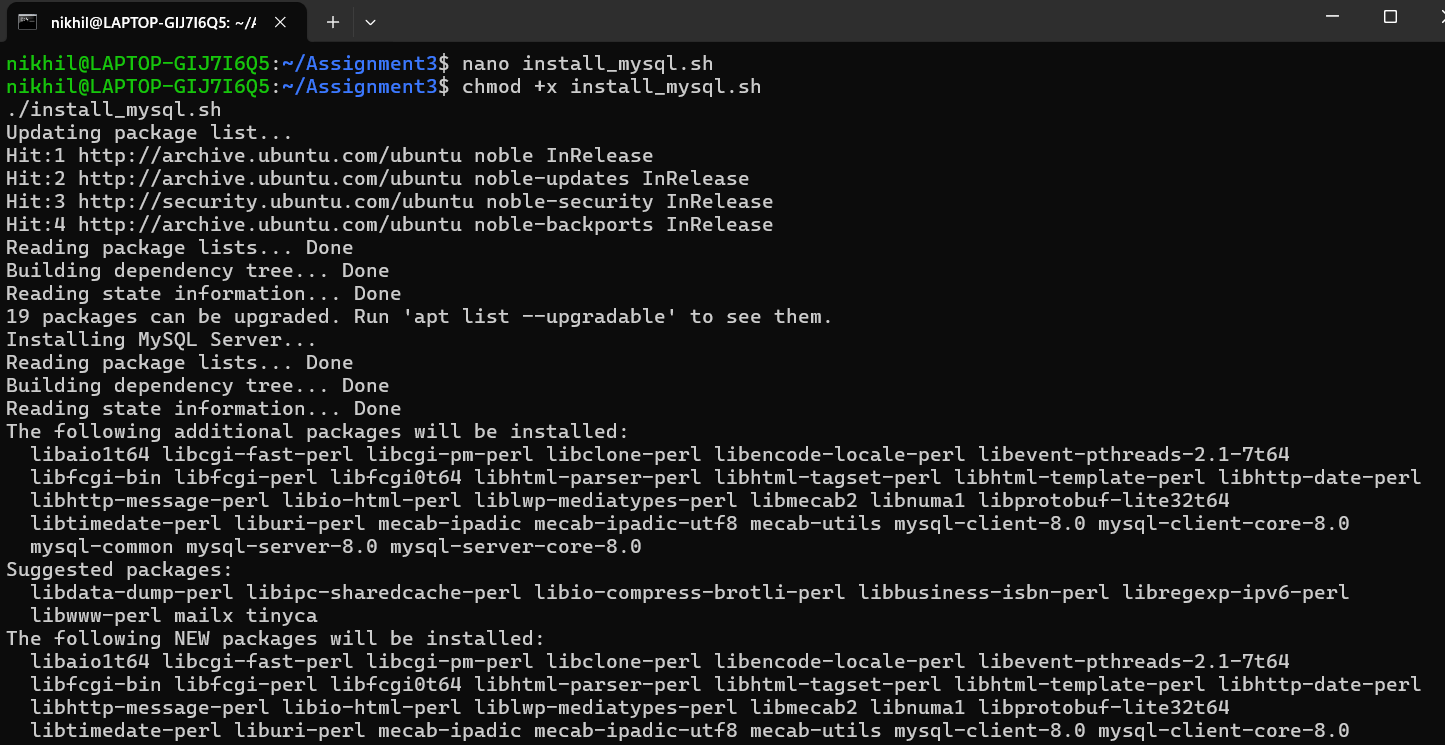 nikhil@LAPTOP-GIJ7I6Q5: ~/A
nikhil@LAPTOP-GIJ7I6Q5:~/Assignment3$ nano install_mysql.sh
nikhil@LAPTOP-GIJ7I6Q5:~/Assignment3$ chmod +x install_mysql.sh
./install_mysql.sh
Updating package list...
Hit:1 http://archive.ubuntu.com/ubuntu noble InRelease
Hit:2 http://archive.ubuntu.com/ubuntu noble-updates InRelease
Hit:3 http://security.ubuntu.com/ubuntu noble-security InRelease
Hit:4 http://archive.ubuntu.com/ubuntu noble-backports InRelease
Reading package lists... Done
Building dependency tree... Done
Reading state information... Done
19 packages can be upgraded. Run 'apt list --upgradable' to see them.
Installing MySQL Server...
Reading package lists... Done
Building dependency tree... Done
Reading state information... Done
The following additional packages will be installed:
  libaio1t64 libcgi-fast-perl libcgi-pm-perl libclone-perl libencode-locale-perl libevent-pthreads-2.1-7t64
  libfcgi-bin libfcgi-perl libfcgi0t64 libhtml-parser-perl libhtml-tagset-perl libhtml-template-perl libhttp-date-perl
  libhttp-message-perl libio-html-perl liblwp-mediatypes-perl libmecab2 libnuma1 libprotobuf-lite32t64
  libtimedate-perl liburi-perl mecab-ipadic mecab-ipadic-utf8 mecab-utils mysql-client-8.0 mysql-client-core-8.0
  mysql-common mysql-server-8.0 mysql-server-core-8.0
Suggested packages:
  libdata-dump-perl libipc-sharedcache-perl libio-compress-brotli-perl libbusiness-isbn-perl libregexp-ipv6-perl
  libwww-perl mailx tinyca
The following NEW packages will be installed:
  libaio1t64 libcgi-fast-perl libcgi-pm-perl libclone-perl libencode-locale-perl libevent-pthreads-2.1-7t64
  libfcgi-bin libfcgi-perl libfcgi0t64 libhtml-parser-perl libhtml-tagset-perl libhtml-template-perl libhttp-date-perl
  libhttp-message-perl libio-html-perl liblwp-mediatypes-perl libmecab2 libnuma1 libprotobuf-lite32t64
  libtimedate-perl liburi-perl mecab-ipadic mecab-ipadic-utf8 mecab-utils mysql-client-8.0 mysql-client-core-8.0